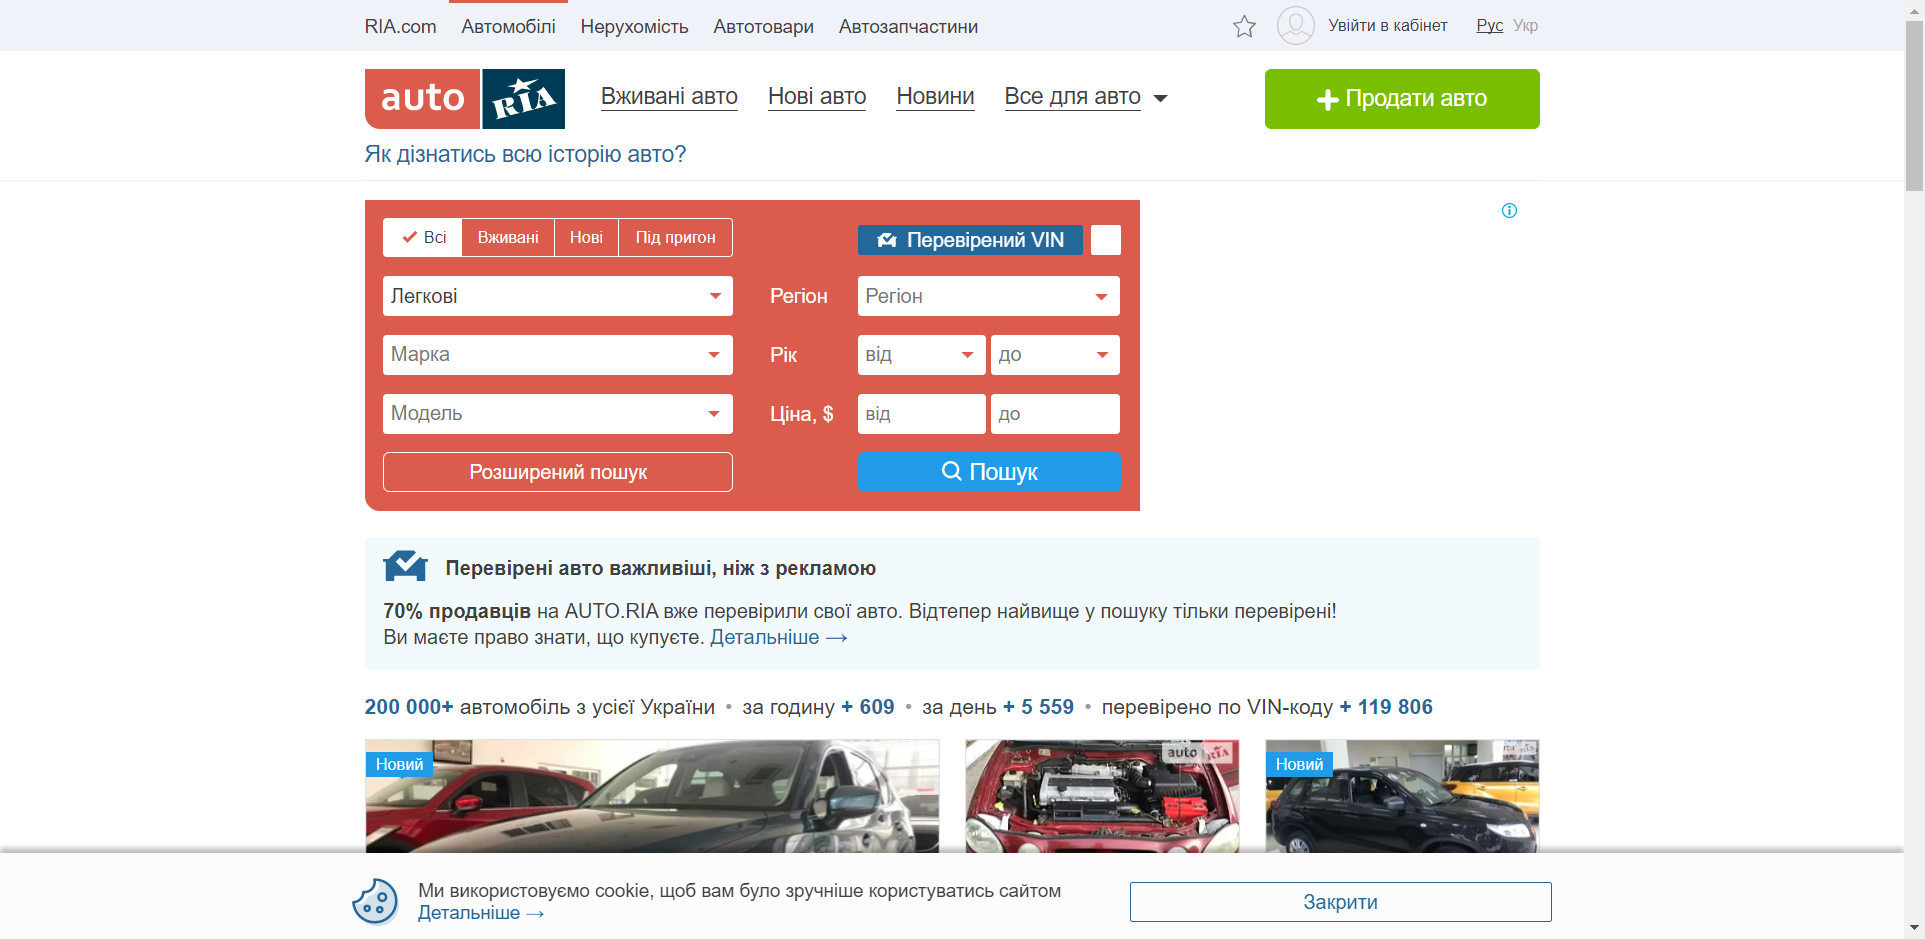 RIA.com Автомобілі Нерухомість Автотовари Автозапчастини Увійти в кабінет Рус Укр
auto RIA Вживані авто Нові авто Новини Все для авто Продати авто
Як дізнатись всю історію авто?
Всі Вживані Нові Під пригон Перевірений VIN
Легкові Регіон Регіон
Марка Рік від до
Модель Ціна, $ від до
Розширений пошук Пошук
Перевірені авто важливіші, ніж з рекламою
70% продавців на AUTO.RIA вже перевірили свої авто. Відтепер найвище у пошуку тільки перевірені!
Ви маєте право знати, що купуєте. Детальніше →
200 000+ автомобіль з усієї України • за годину + 609 • за день + 5 559 • перевірено по VIN-коду + 119 806
Новий auto RIA Новий auto RIA
Ми використовуємо cookie, щоб вам було зручніше користуватись сайтом
Детальніше →
Закрити